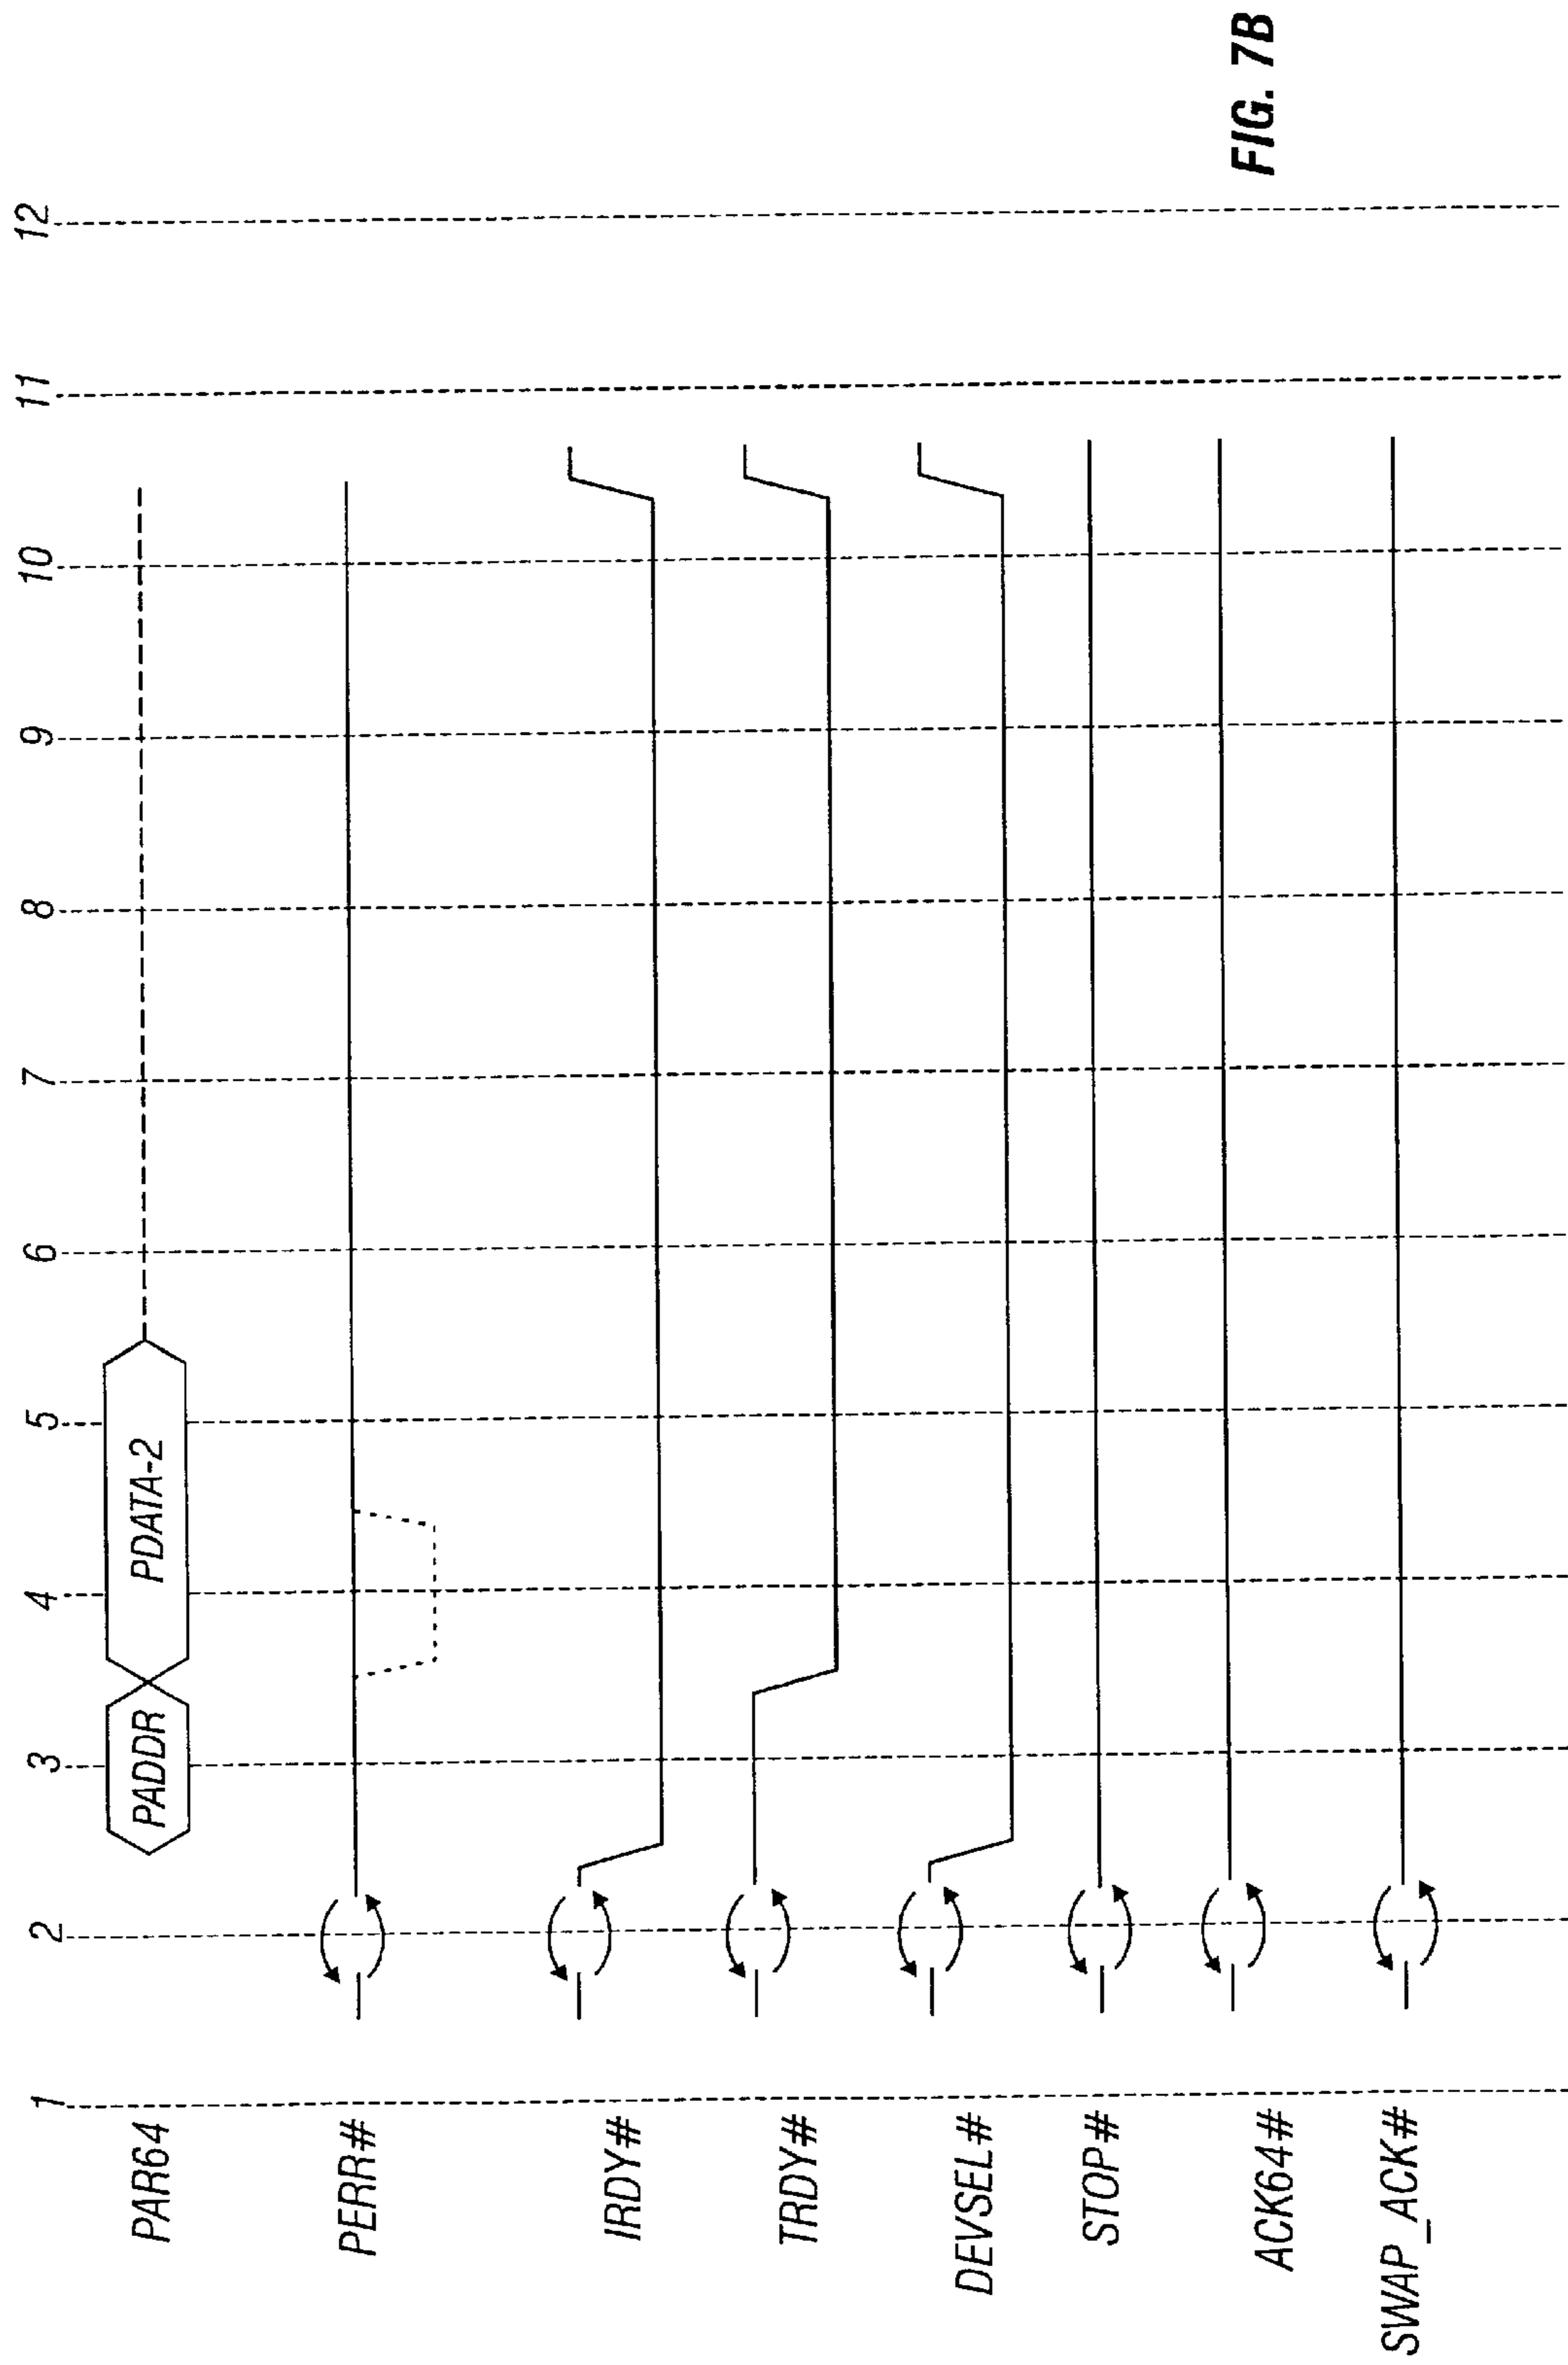 1 2 3 4 5 6 7 8 9 10 11 12
PAR64 PADDR PDATA-2
PERR#
IRDY#
TRDY#
DEVSEL#
STOP#
ACK64#
SWAP_ACK#
FIG. 7B